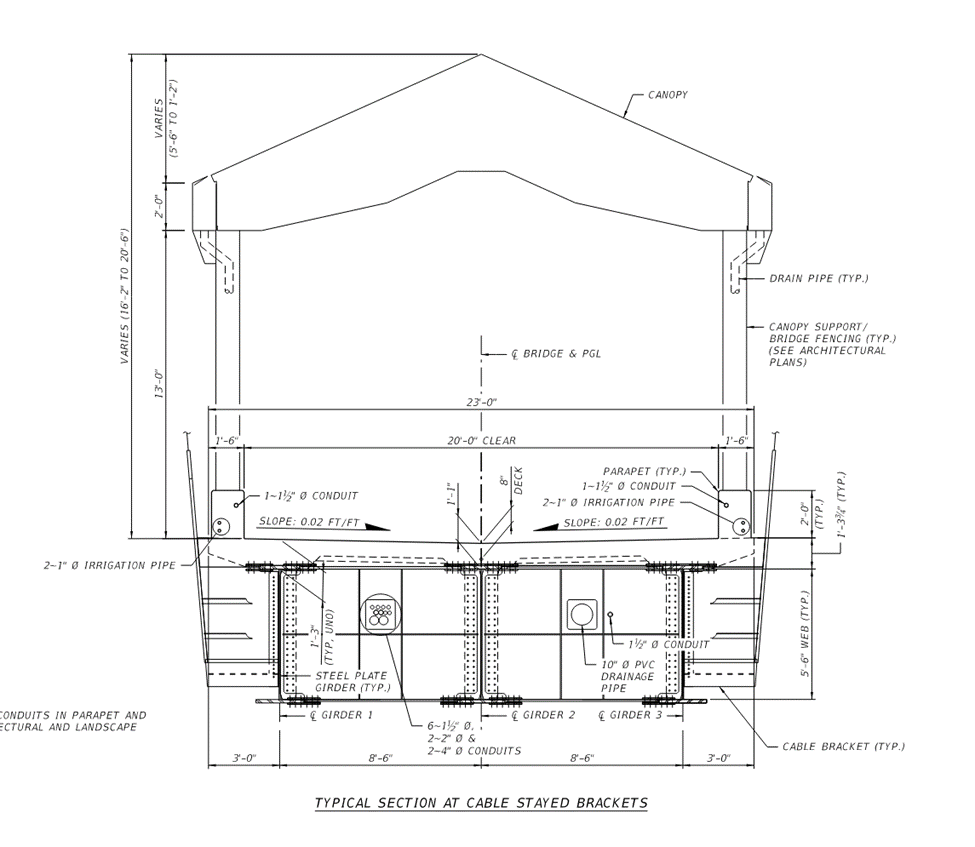 CANOPY
VARIES
(5'-6" TO 1'-2")
2'-0"
VARIES (16'-2" TO 20'-6")
13'-0"
DRAIN PIPE (TYP.)
CANOPY SUPPORT/
BRIDGE FENCING (TYP.)
(SEE ARCHITECTURAL
PLANS)
℄ BRIDGE & PGL
23'-0"
1'-6"
20'-0" CLEAR
1'-6"
PARAPET (TYP.)
1~1½" Ø CONDUIT
2~1" Ø IRRIGATION PIPE
1~1½" Ø CONDUIT
SLOPE: 0.02 FT/FT
1'-1"
8"
DECK
SLOPE: 0.02 FT/FT
2'-0"
(TYP.)
1'-3¾" (TYP.)
2~1" Ø IRRIGATION PIPE
1'-3"
(TYP. UNO)
5'-6" WEB (TYP.)
1½" Ø CONDUIT
10" Ø PVC
DRAINAGE
PIPE
STEEL PLATE
GIRDER (TYP.)
℄ GIRDER 1
℄ GIRDER 2
℄ GIRDER 3
6~1½" Ø,
2~2" Ø &
2~4" Ø CONDUITS
CONDUITS IN PARAPET AND
ECTURAL AND LANDSCAPE
CABLE BRACKET (TYP.)
3'-0"
8'-6"
8'-6"
3'-0"
TYPICAL SECTION AT CABLE STAYED BRACKETS